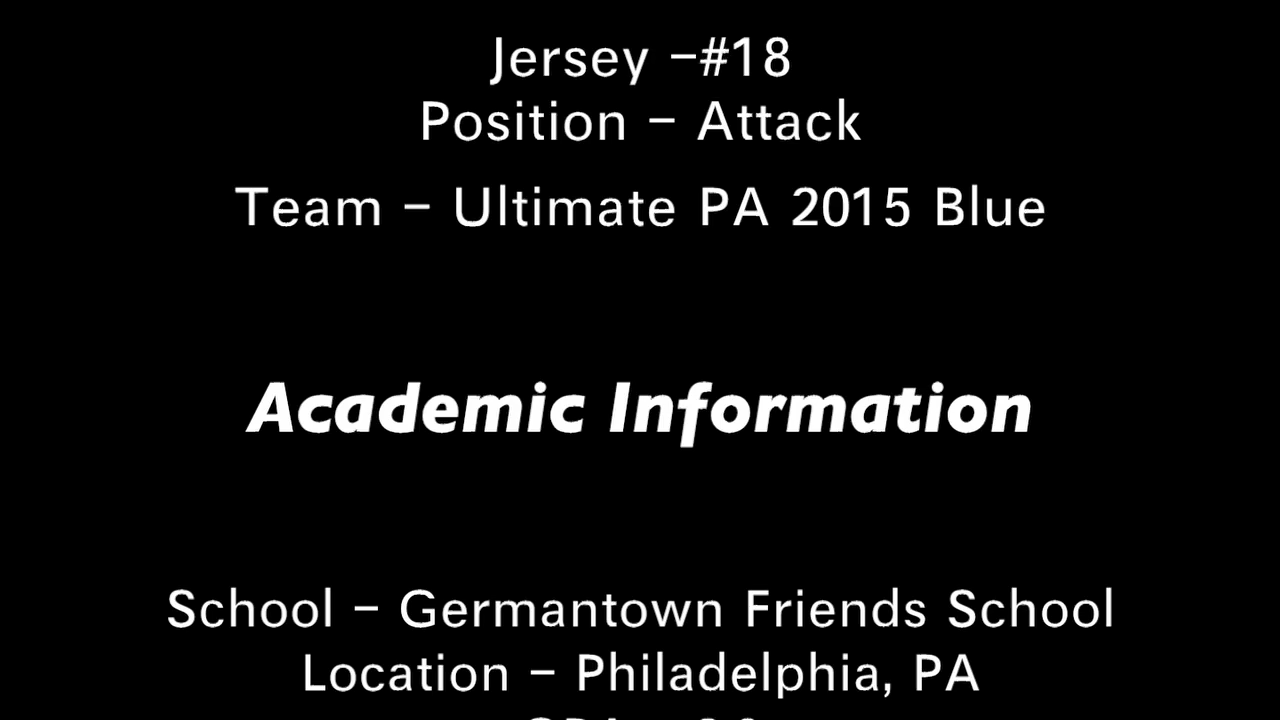 Jersey –#18
Position – Attack
Team – Ultimate PA 2015 Blue
Academic Information
School – Germantown Friends School
Location – Philadelphia, PA